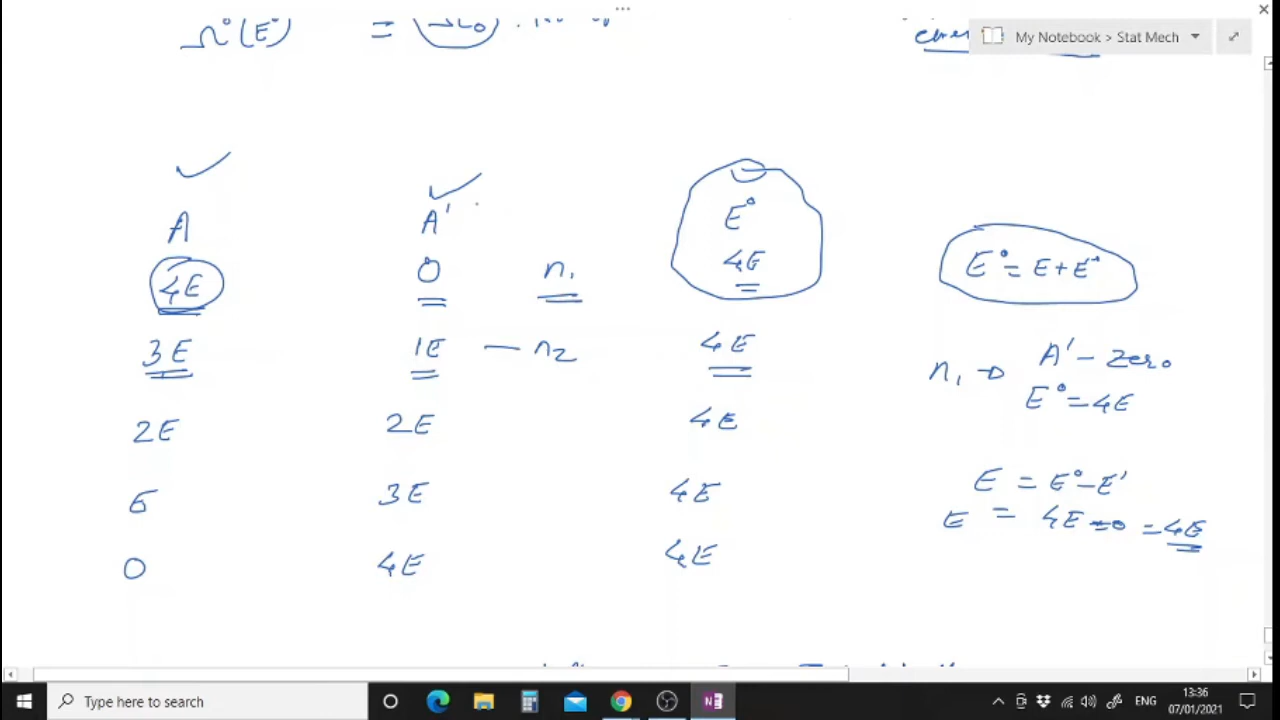 Ω°(E°) =
My Notebook > Stat Mech
A A' E°
4E 0 n₁ 4E E° = E + E'
3E 1E — n₂ 4E
n₁ → A' – zero
E° = 4E
2E 2E 4E
E = E° – E'
E 3E 4E
E = 4E – 0 = 4E
0 4E 4E
Type here to search
ENG
13:36
07/01/2021